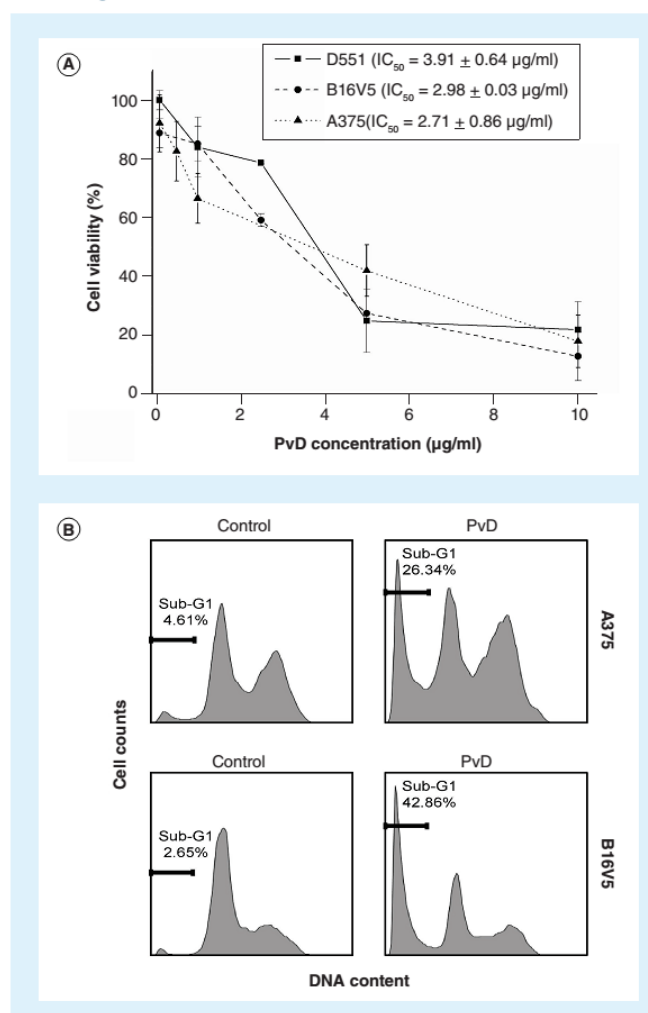 A
D551 (IC50 = 3.91 ± 0.64 µg/ml)
B16V5 (IC50 = 2.98 ± 0.03 µg/ml)
A375(IC50 = 2.71 ± 0.86 µg/ml)
100
80
60
40
20
0
Cell viability (%)
0 2 4 6 8 10
PvD concentration (µg/ml)
B
Control PvD
Sub-G1
4.61%
Sub-G1
26.34%
A375
Cell counts
Control PvD
Sub-G1
2.65%
Sub-G1
42.86%
B16V5
DNA content